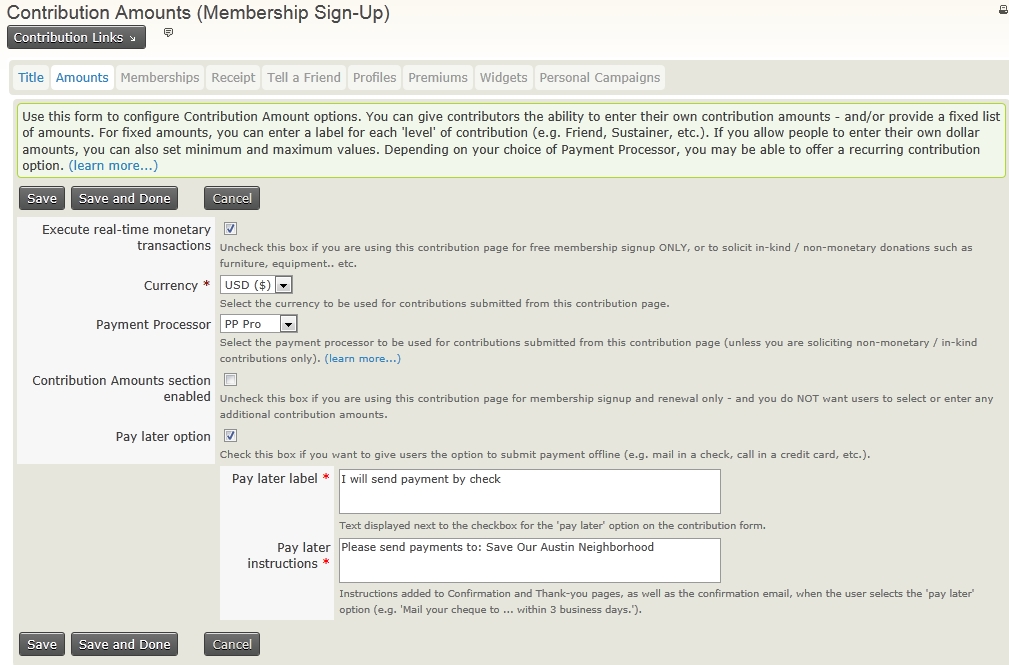 Contribution Amounts (Membership Sign-Up)
Contribution Links ↘
Title Amounts Memberships Receipt Tell a Friend Profiles Premiums Widgets Personal Campaigns
Use this form to configure Contribution Amount options. You can give contributors the ability to enter their own contribution amounts - and/or provide a fixed list
of amounts. For fixed amounts, you can enter a label for each 'level' of contribution (e.g. Friend, Sustainer, etc.). If you allow people to enter their own dollar
amounts, you can also set minimum and maximum values. Depending on your choice of Payment Processor, you may be able to offer a recurring contribution
option. (learn more...)
Save Save and Done Cancel
Execute real-time monetary
transactions
Uncheck this box if you are using this contribution page for free membership signup ONLY, or to solicit in-kind / non-monetary donations such as
furniture, equipment.. etc.
Currency * USD ($)
Select the currency to be used for contributions submitted from this contribution page.
Payment Processor PP Pro
Select the payment processor to be used for contributions submitted from this contribution page (unless you are soliciting non-monetary / in-kind
contributions only). (learn more...)
Contribution Amounts section
enabled
Uncheck this box if you are using this contribution page for membership signup and renewal only - and you do NOT want users to select or enter any
additional contribution amounts.
Pay later option
Check this box if you want to give users the option to submit payment offline (e.g. mail in a check, call in a credit card, etc.).
Pay later label * I will send payment by check
Text displayed next to the checkbox for the 'pay later' option on the contribution form.
Pay later
instructions *
Please send payments to: Save Our Austin Neighborhood
Instructions added to Confirmation and Thank-you pages, as well as the confirmation email, when the user selects the 'pay later'
option (e.g. 'Mail your cheque to ... within 3 business days.').
Save Save and Done Cancel